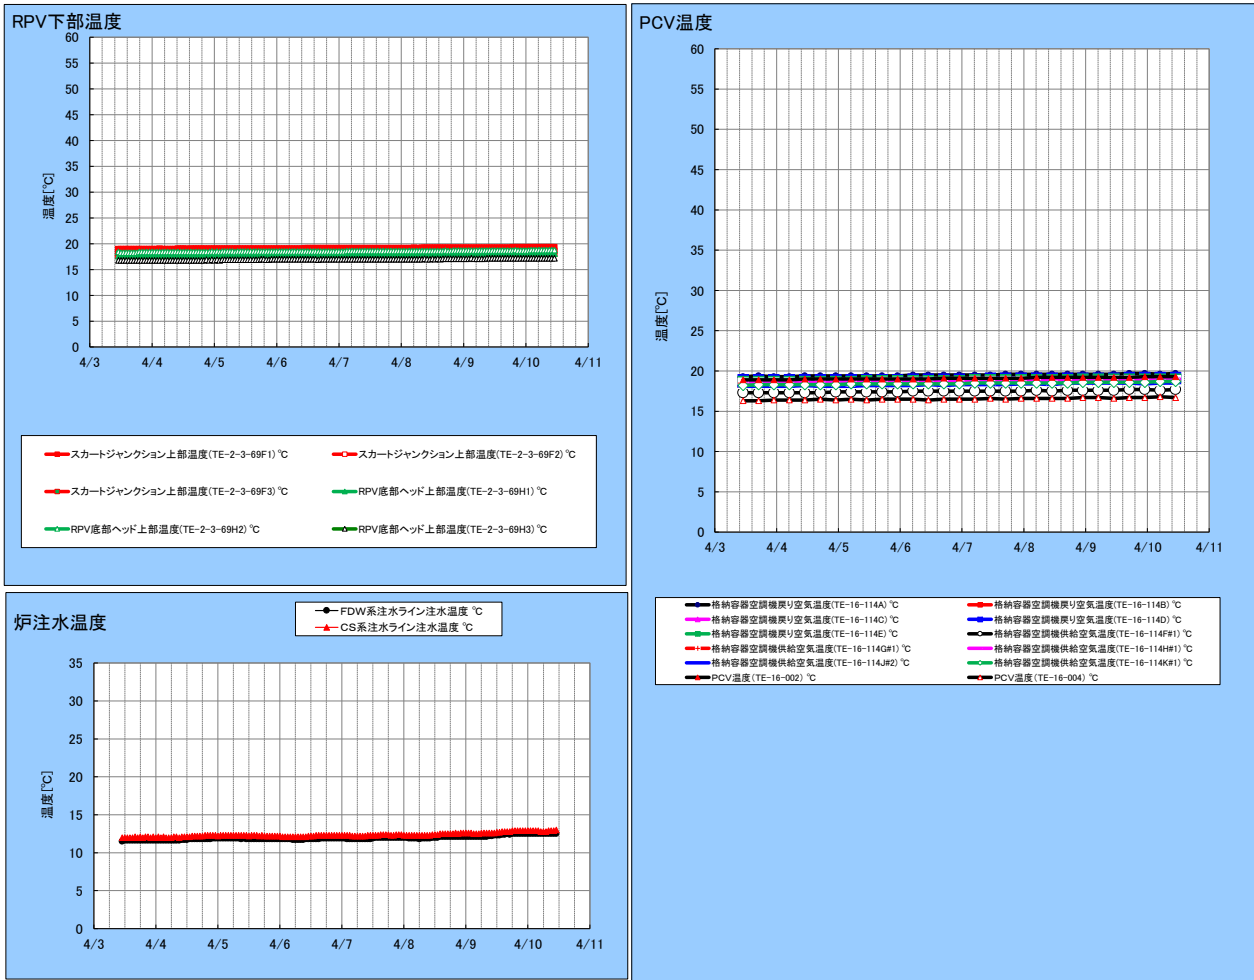 RPV下部温度
60
55
50
45
40
35
30
25
20
15
10
5
0
温度[℃]
4/3 4/4 4/5 4/6 4/7 4/8 4/9 4/10 4/11
スカートジャンクション上部温度(TE-2-3-69F1) ℃ スカートジャンクション上部温度(TE-2-3-69F2) ℃
スカートジャンクション上部温度(TE-2-3-69F3) ℃ RPV底部ヘッド上部温度(TE-2-3-69H1) ℃
RPV底部ヘッド上部温度(TE-2-3-69H2) ℃ RPV底部ヘッド上部温度(TE-2-3-69H3) ℃
炉注水温度
FDW系注水ライン注水温度 ℃
CS系注水ライン注水温度 ℃
35
30
25
20
15
10
5
0
温度[℃]
4/3 4/4 4/5 4/6 4/7 4/8 4/9 4/10 4/11
PCV温度
60
55
50
45
40
35
30
25
20
15
10
5
0
温度[℃]
4/3 4/4 4/5 4/6 4/7 4/8 4/9 4/10 4/11
格納容器空調機戻り空気温度(TE-16-114A) ℃ 格納容器空調機戻り空気温度(TE-16-114B) ℃
格納容器空調機戻り空気温度(TE-16-114C) ℃ 格納容器空調機戻り空気温度(TE-16-114D) ℃
格納容器空調機戻り空気温度(TE-16-114E) ℃ 格納容器空調機供給空気温度(TE-16-114F#1) ℃
格納容器空調機供給空気温度(TE-16-114G#1) ℃ 格納容器空調機供給空気温度(TE-16-114H#1) ℃
格納容器空調機供給空気温度(TE-16-114J#2) ℃ 格納容器空調機供給空気温度(TE-16-114K#1) ℃
PCV温度(TE-16-002) ℃ PCV温度(TE-16-004) ℃